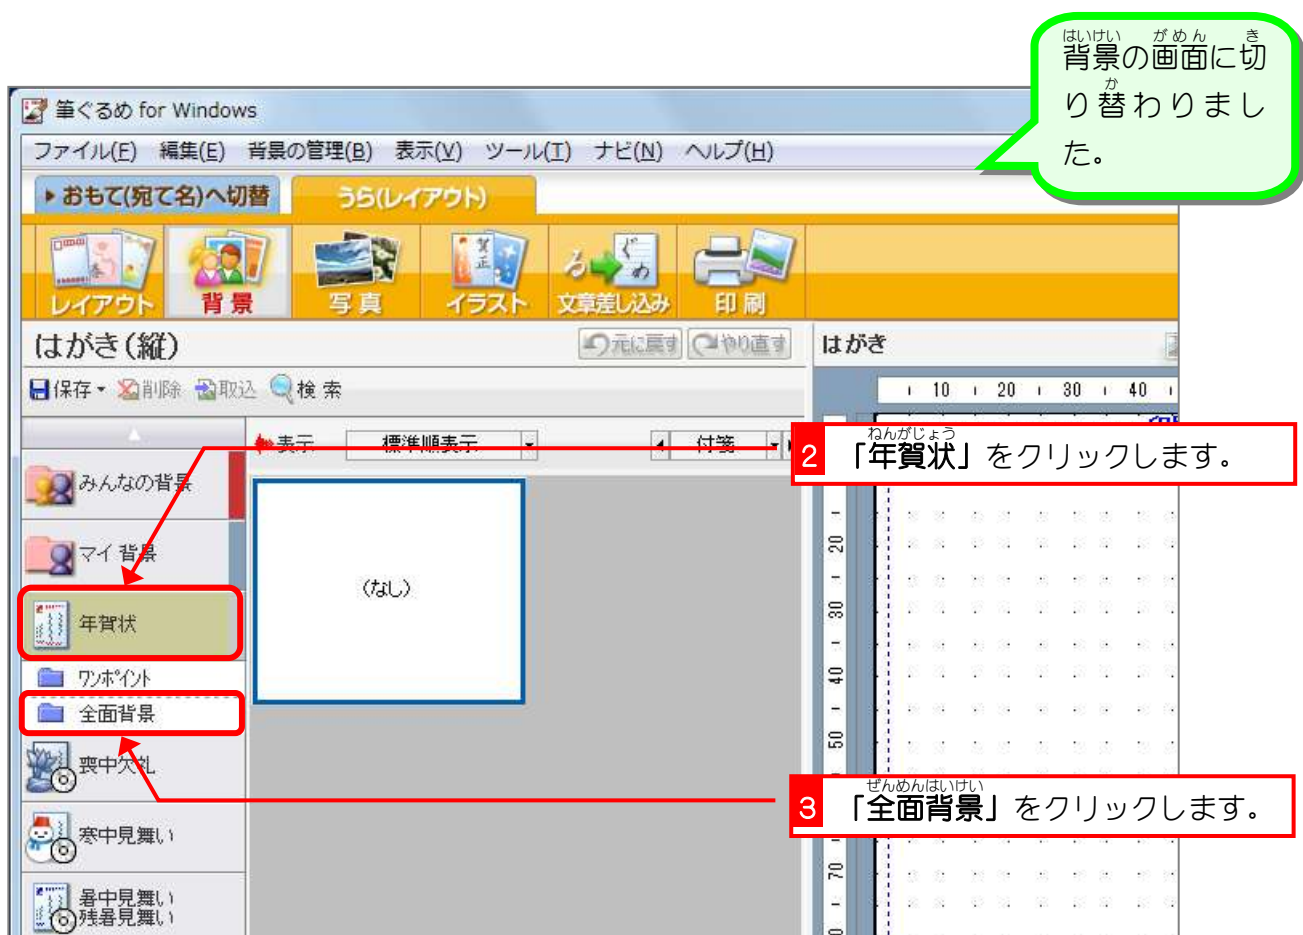 はいけい がめん き
背景の画面に切
か
り替わりまし
た。
筆ぐるめ for Windows
ファイル(F) 編集(E) 背景の管理(B) 表示(V) ツール(T) ナビ(N) ヘルプ(H)
おもて(宛て名)へ切替 うら(レイアウト)
レイアウト 背景 写真 イラスト 文章差し込み 印刷
はがき(縦) 元に戻す やり直す はがき
保存 削除 取込 検索
10 20 30 40
表示 標準順表示 付箋
ねんがじょう
2 「年賀状」をクリックします。
みんなの背景
マイ背景
(なし)
年賀状
ワンポイント
全面背景
喪中欠礼
ぜんめんはいけい
3 「全面背景」をクリックします。
寒中見舞い
暑中見舞い
残暑見舞い
20
30
40
50
70